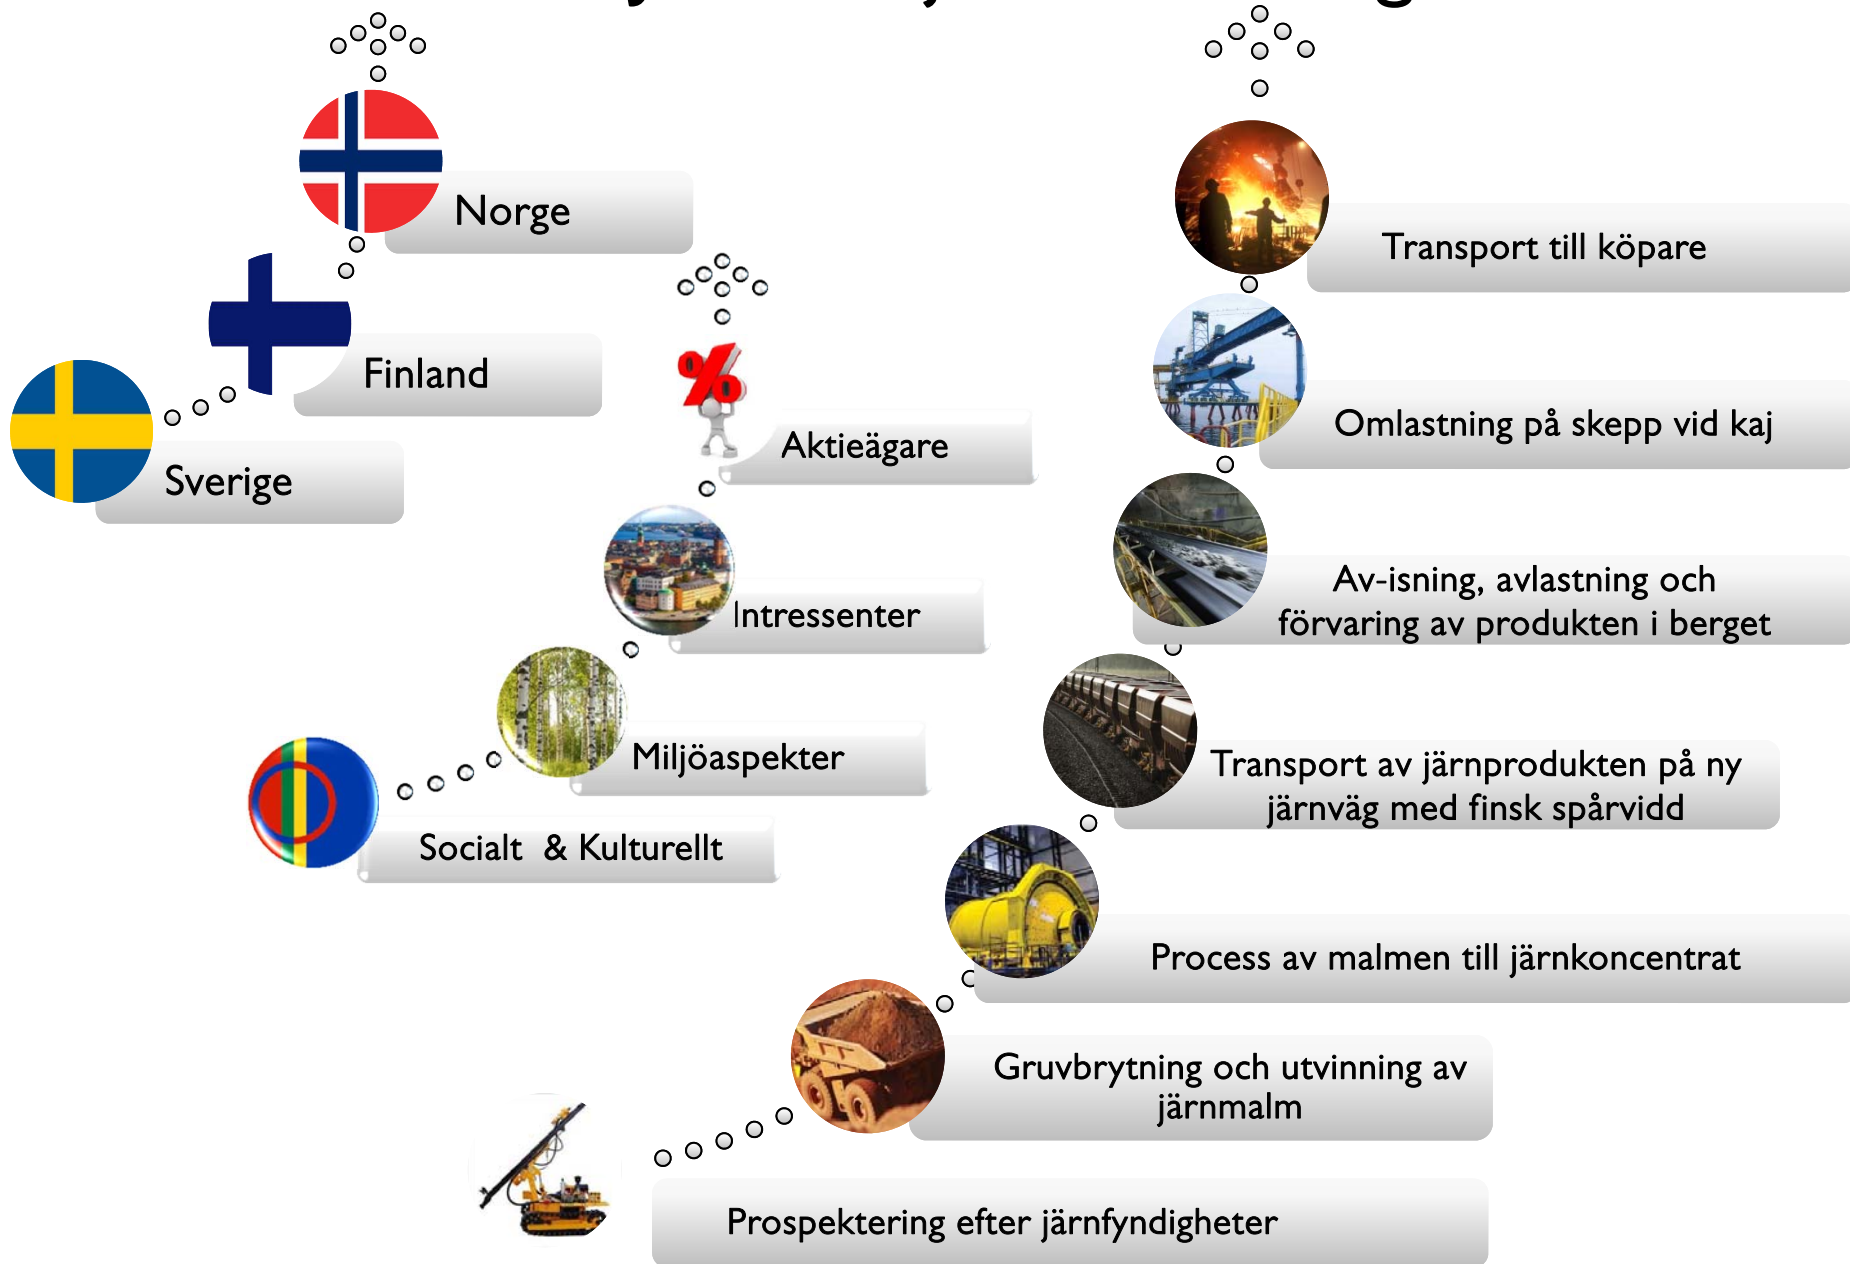 Norge
Finland
Sverige
Aktieägare
Intressenter
Miljöaspekter
Socialt & Kulturellt
Transport till köpare
Omlastning på skepp vid kaj
Av-isning, avlastning och
förvaring av produkten i berget
Transport av järnprodukten på ny
järnväg med finsk spårvidd
Process av malmen till järnkoncentrat
Gruvbrytning och utvinning av
järnmalm
Prospektering efter järnfyndigheter